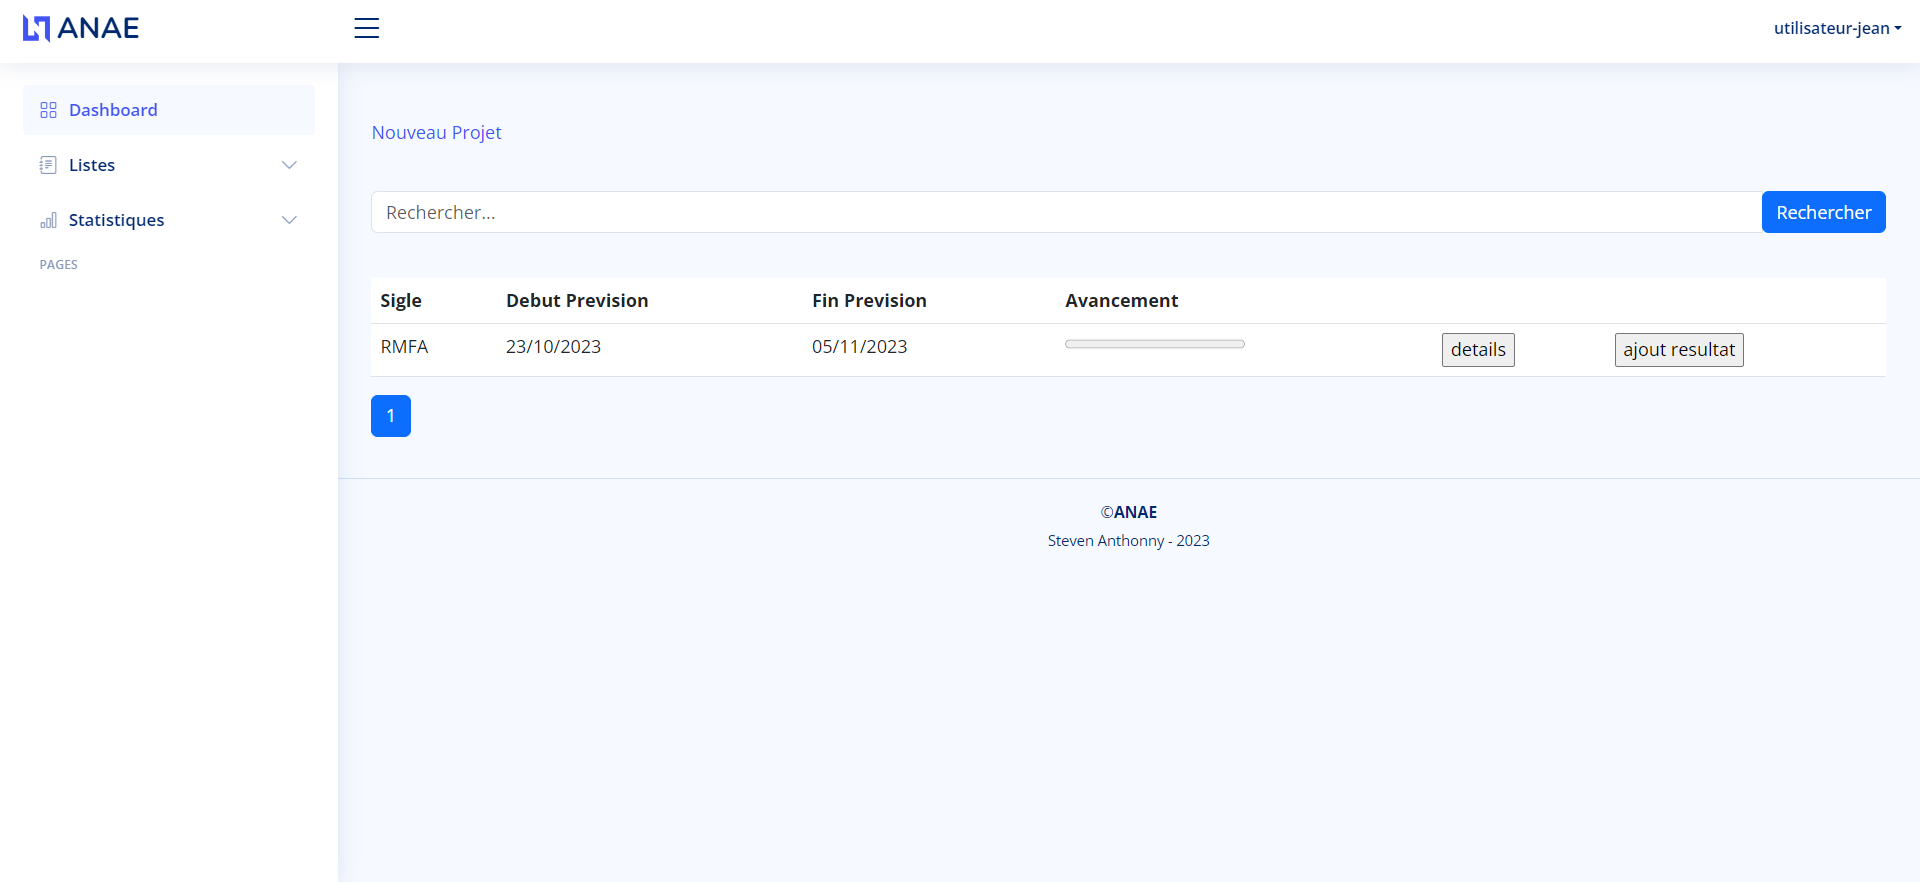 ANAE
utilisateur-jean
Dashboard
Listes
Statistiques
PAGES
Nouveau Projet
Rechercher...
Rechercher
Sigle Debut Prevision Fin Prevision Avancement
RMFA 23/10/2023 05/11/2023 details ajout resultat
1
©ANAE
Steven Anthonny - 2023